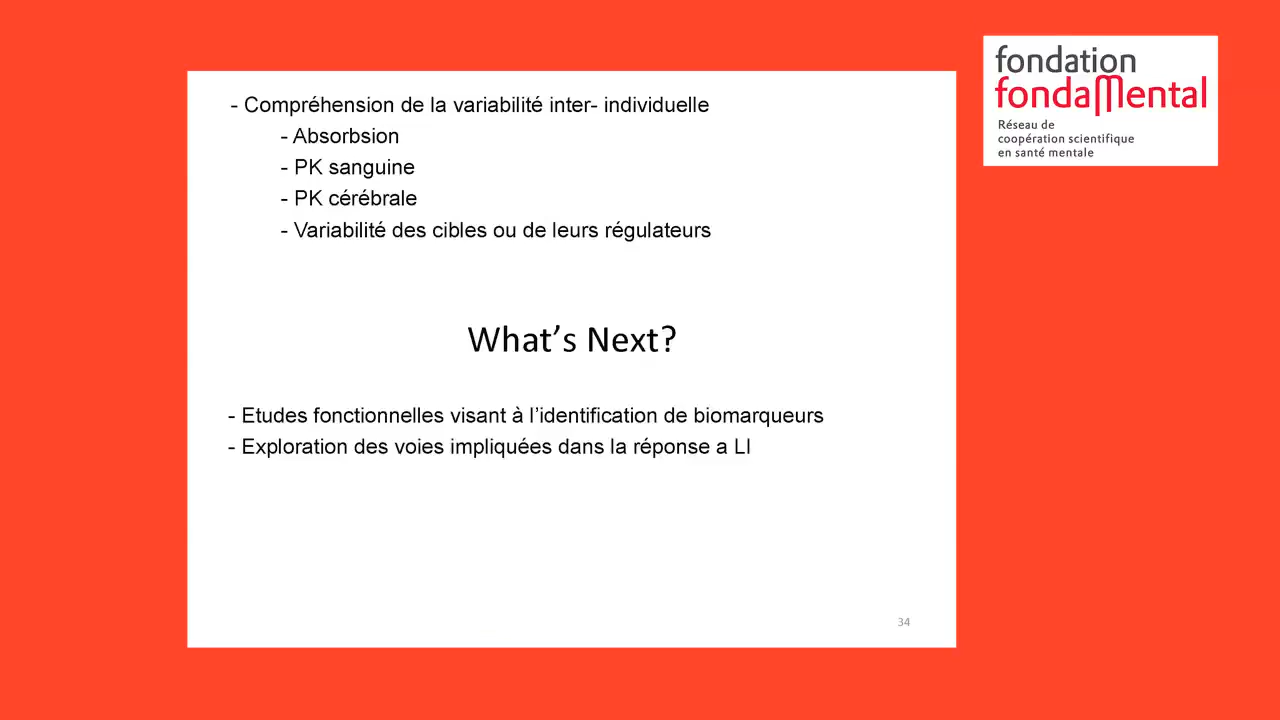 - Compréhension de la variabilité inter- individuelle
- Absorbsion
- PK sanguine
- PK cérébrale
- Variabilité des cibles ou de leurs régulateurs
What's Next?
- Etudes fonctionnelles visant à l'identification de biomarqueurs
- Exploration des voies impliquées dans la réponse a LI
34
fondation
fondaMental
Réseau de
coopération scientifique
en santé mentale